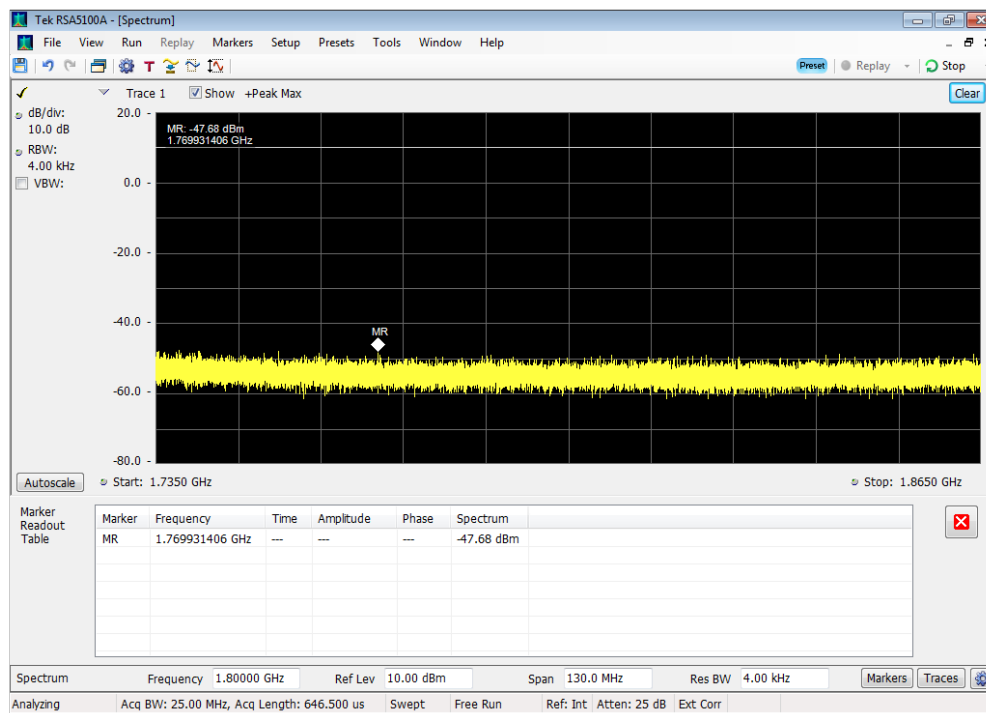 Tek RSA5100A - [Spectrum]
File View Run Replay Markers Setup Presets Tools Window Help
Preset Replay Stop
Trace 1 Show +Peak Max Clear
dB/div:
10.0 dB
RBW:
4.00 kHz
VBW:
20.0
0.0
-20.0
-40.0
-60.0
-80.0
MR: -47.68 dBm
1.769931406 GHz
MR
Autoscale Start: 1.7350 GHz Stop: 1.8650 GHz
Marker
Readout
Table
Marker Frequency Time Amplitude Phase Spectrum
MR 1.769931406 GHz --- --- --- -47.68 dBm
Spectrum Frequency 1.80000 GHz Ref Lev 10.00 dBm Span 130.0 MHz Res BW 4.00 kHz Markers Traces
Analyzing Acq BW: 25.00 MHz, Acq Length: 646.500 us Swept Free Run Ref: Int Atten: 25 dB Ext Corr